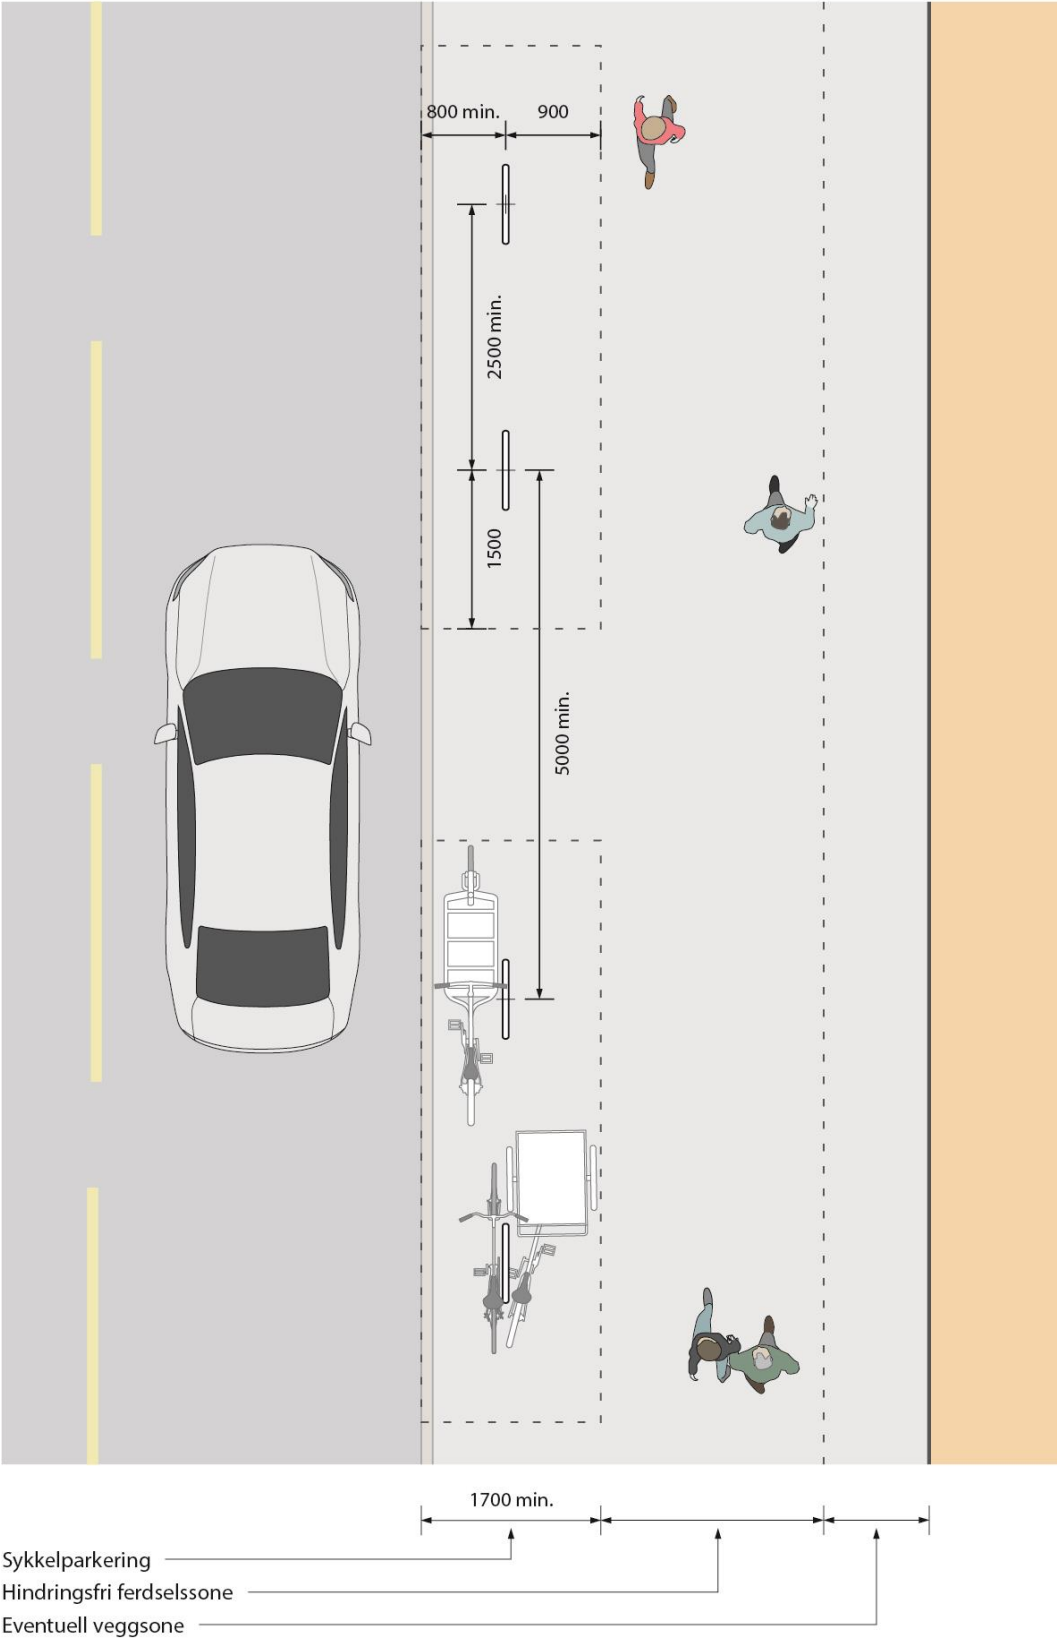 800 min.
900
2500 min.
1500
5000 min.
1700 min.
Sykkelparkering
Hindringsfri ferdselssone
Eventuell veggsone